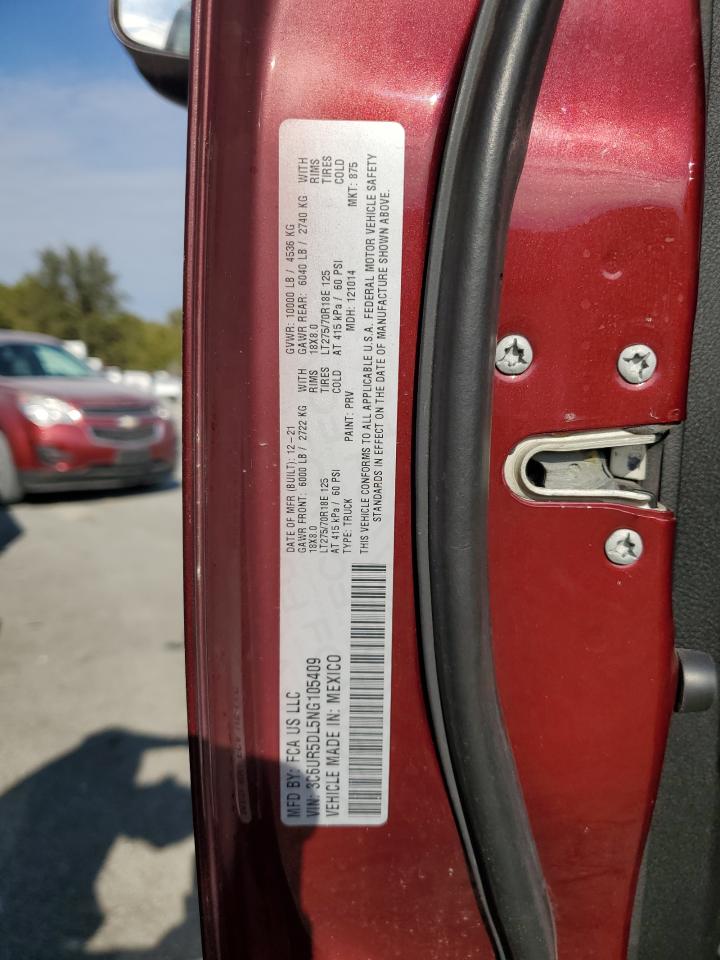 MFD BY: FCA US LLC
VIN: 3C6UR5DL5NG105409
VEHICLE MADE IN: MEXICO
DATE OF MFR (BUILT): 12-21
GAWR FRONT: 6000 LB / 2722 KG WITH
18X8.0 RIMS
LT275/70R18E 125 TIRES
AT 415 kPa / 60 PSI COLD
TYPE: TRUCK PAINT: PRV
GVWR: 10000 LB / 4536 KG
GAWR REAR: 6040 LB / 2740 KG WITH
18X8.0 RIMS
LT275/70R18E 125 TIRES
AT 415 kPa / 60 PSI COLD
MDH: 121014 MKT: 875
THIS VEHICLE CONFORMS TO ALL APPLICABLE U.S.A. FEDERAL MOTOR VEHICLE SAFETY
STANDARDS IN EFFECT ON THE DATE OF MANUFACTURE SHOWN ABOVE.